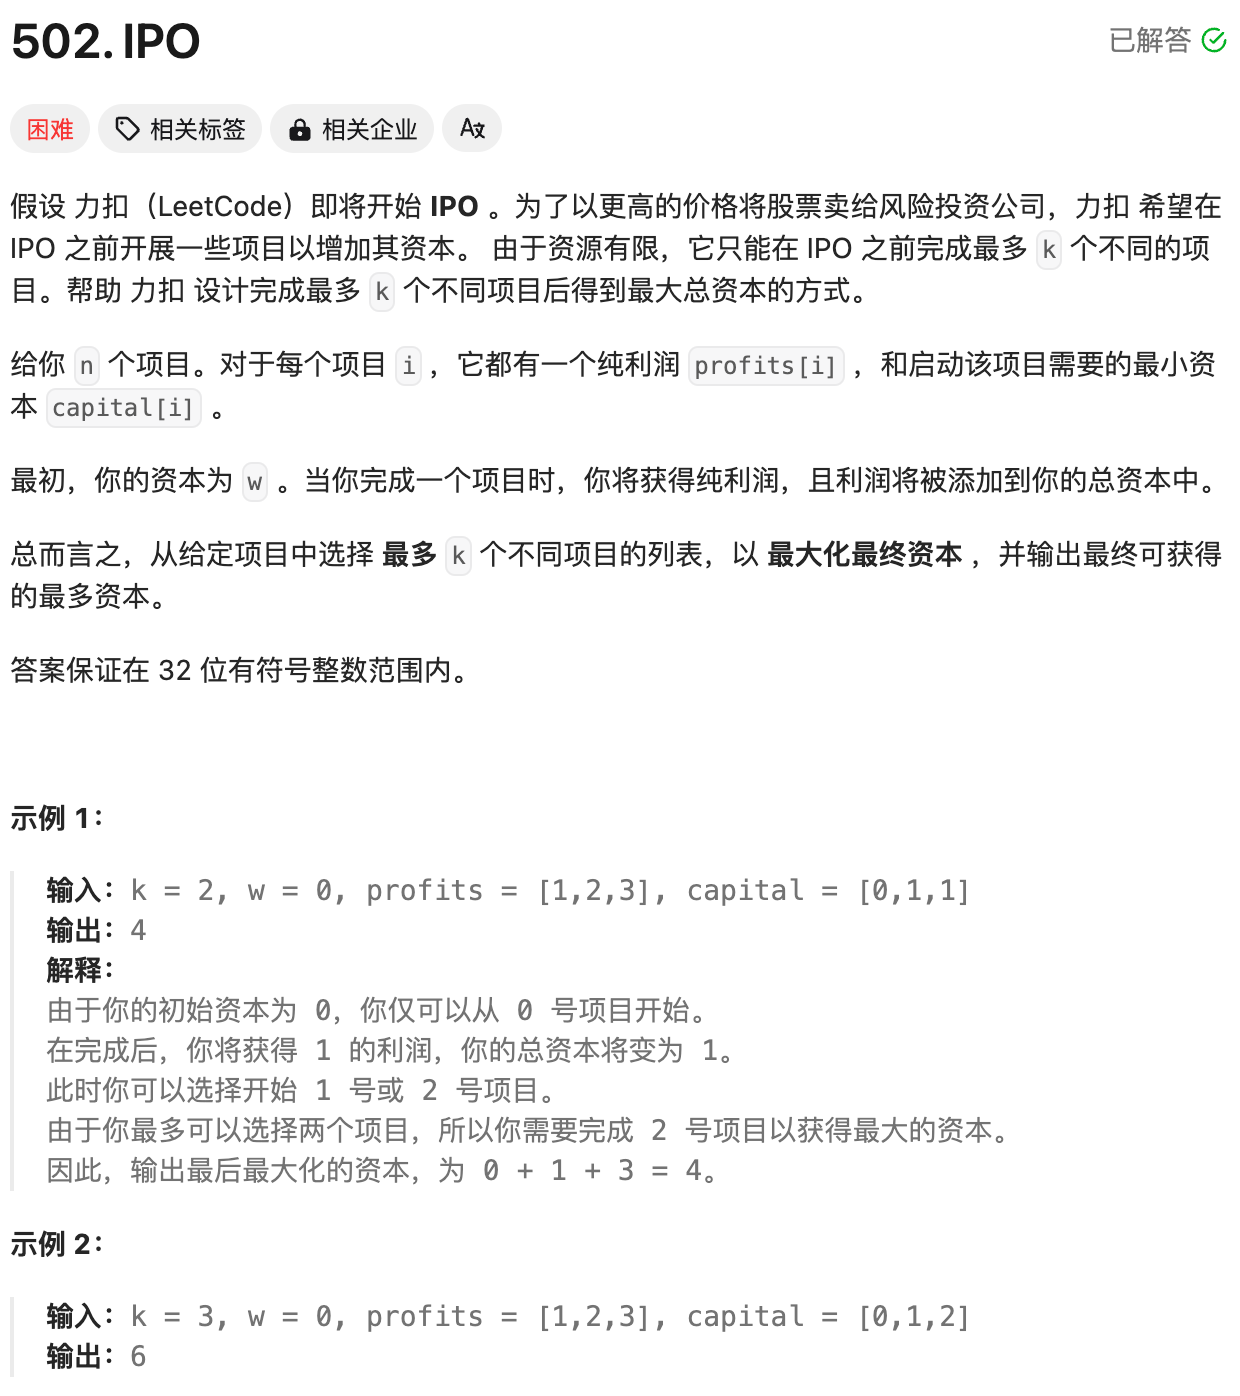 502. IPO
已解答
困难 相关标签 相关企业
假设 力扣（LeetCode）即将开始 IPO 。为了以更高的价格将股票卖给风险投资公司，力扣 希望在
IPO 之前开展一些项目以增加其资本。 由于资源有限，它只能在 IPO 之前完成最多 k 个不同的项
目。帮助 力扣 设计完成最多 k 个不同项目后得到最大总资本的方式。
给你 n 个项目。对于每个项目 i ，它都有一个纯利润 profits[i] ，和启动该项目需要的最小资
本 capital[i] 。
最初，你的资本为 w 。当你完成一个项目时，你将获得纯利润，且利润将被添加到你的总资本中。
总而言之，从给定项目中选择 最多 k 个不同项目的列表，以 最大化最终资本 ，并输出最终可获得
的最多资本。
答案保证在 32 位有符号整数范围内。
示例 1：
输入：k = 2, w = 0, profits = [1,2,3], capital = [0,1,1]
输出：4
解释：
由于你的初始资本为 0，你仅可以从 0 号项目开始。
在完成后，你将获得 1 的利润，你的总资本将变为 1。
此时你可以选择开始 1 号或 2 号项目。
由于你最多可以选择两个项目，所以你需要完成 2 号项目以获得最大的资本。
因此，输出最后最大化的资本，为 0 + 1 + 3 = 4。
示例 2：
输入：k = 3, w = 0, profits = [1,2,3], capital = [0,1,2]
输出：6